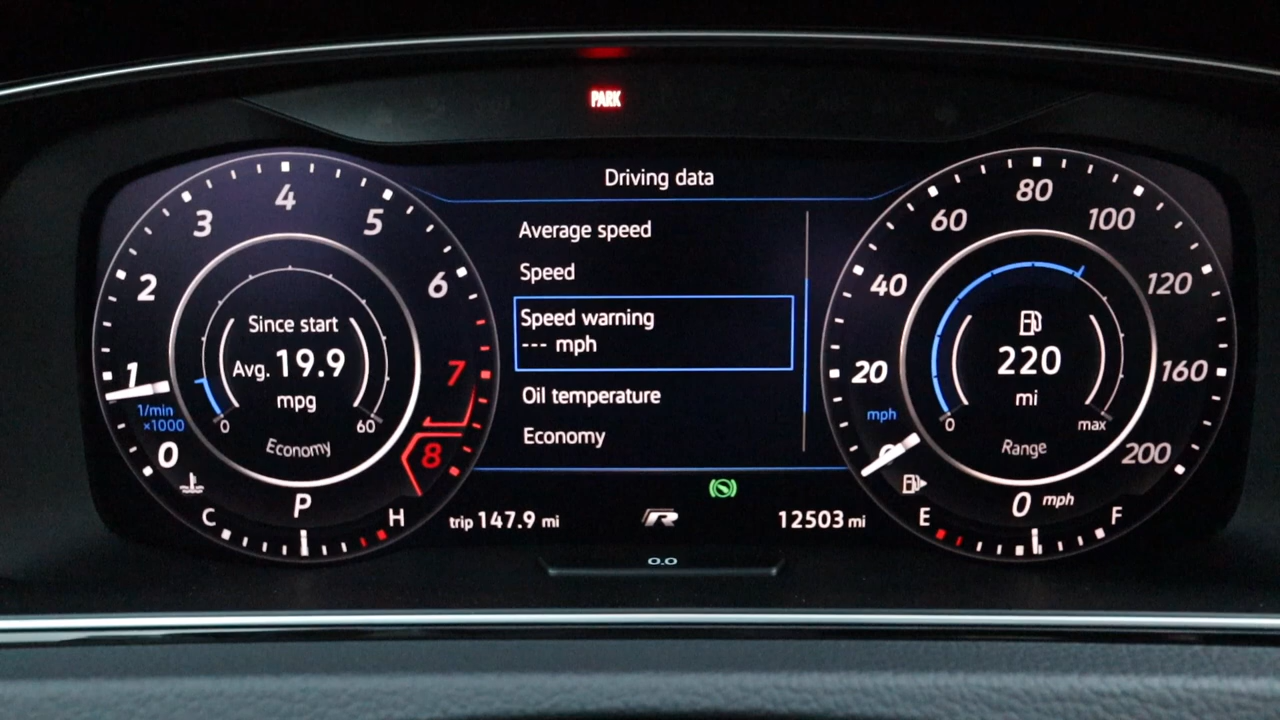 PARK
Driving data
Average speed
Speed
Speed warning
--- mph
Oil temperature
Economy
0
1
2
3
4
5
6
7
8
1/min
×1000
Since start
Avg. 19.9
mpg
0
60
Economy
P
C
H
trip 147.9 mi
R
12503 mi
0.0
0
20
40
60
80
100
120
160
200
mph
220
mi
0
max
Range
0 mph
E
F